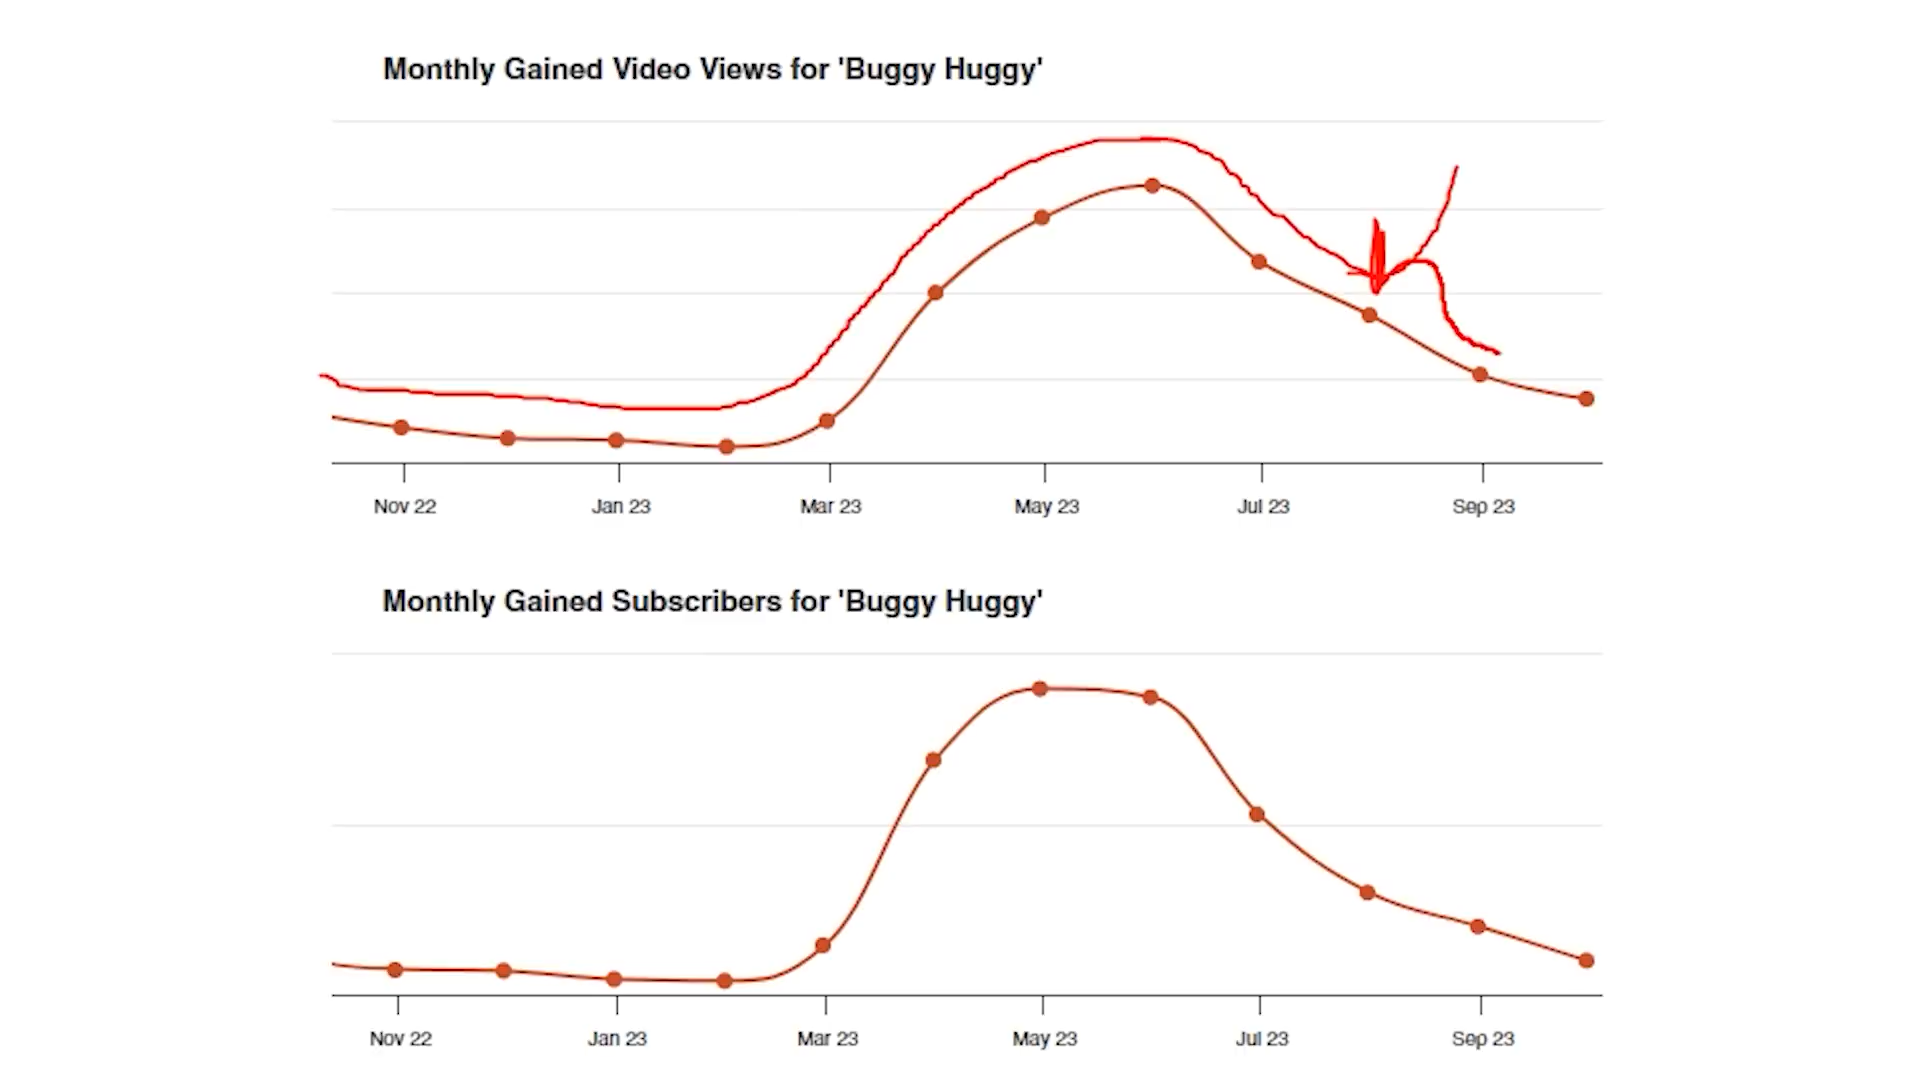 Monthly Gained Video Views for 'Buggy Huggy'
Nov 22 Jan 23 Mar 23 May 23 Jul 23 Sep 23
Monthly Gained Subscribers for 'Buggy Huggy'
Nov 22 Jan 23 Mar 23 May 23 Jul 23 Sep 23